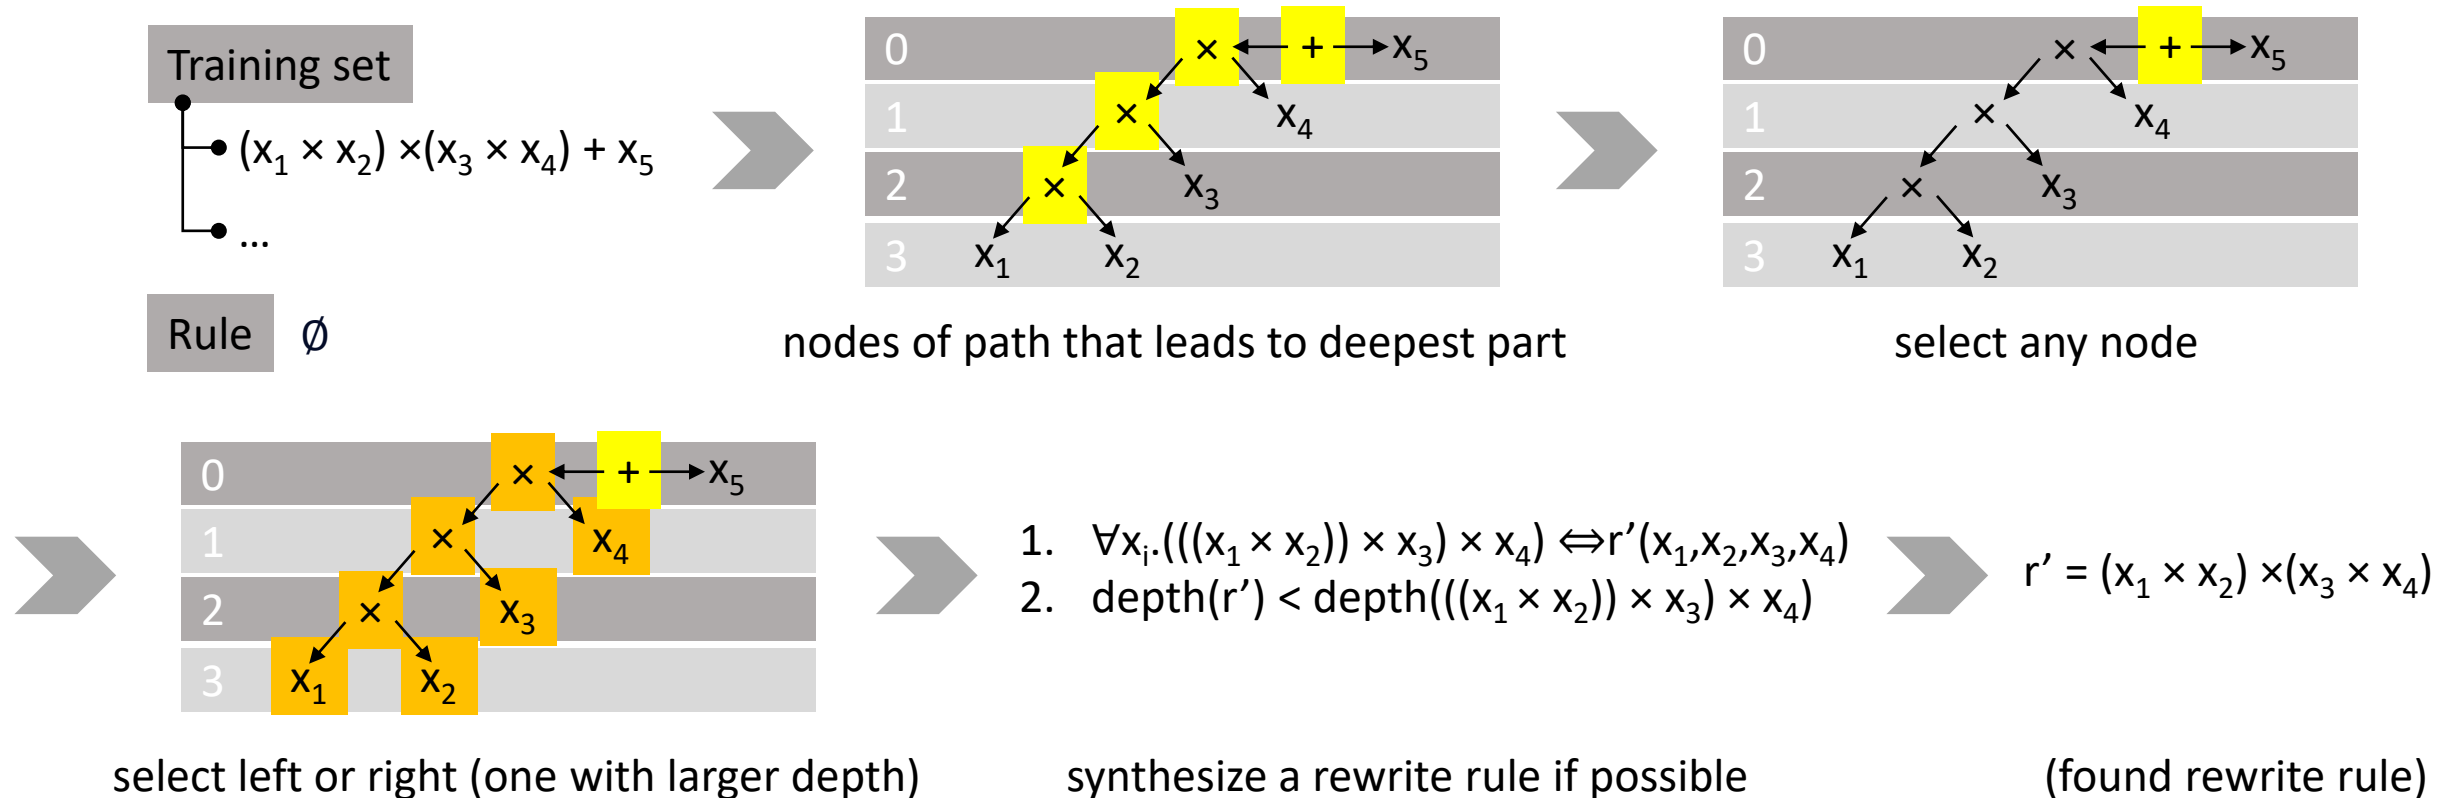 Training set
(x₁ × x₂) ×(x₃ × x₄) + x₅
...
Rule ∅
0 × + x₅
1 × x₄
2 × x₃
3 x₁ x₂
nodes of path that leads to deepest part
0 × + x₅
1 × x₄
2 × x₃
3 x₁ x₂
select any node
0 × + x₅
1 × x₄
2 × x₃
3 x₁ x₂
select left or right (one with larger depth)
1. ∀xᵢ.(((x₁ × x₂)) × x₃) × x₄) ⇔r’(x₁,x₂,x₃,x₄)
2. depth(r’) < depth(((x₁ × x₂)) × x₃) × x₄)
synthesize a rewrite rule if possible
r’ = (x₁ × x₂) ×(x₃ × x₄)
(found rewrite rule)